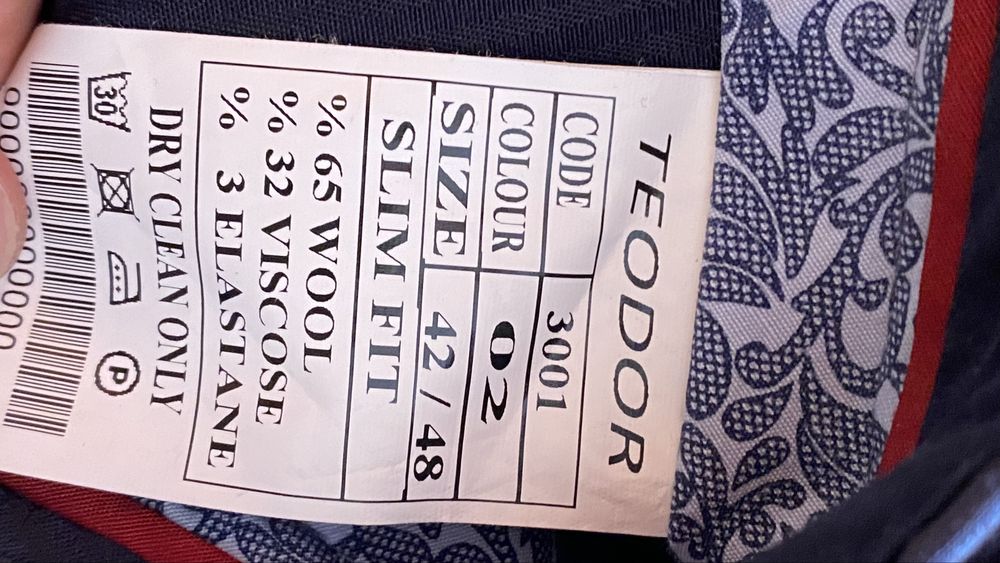 TEODOR
CODE 3001
COLOUR 02
SIZE 42 / 48
SLIM FIT
% 65 WOOL
% 32 VISCOSE
% 3 ELASTANE
DRY CLEAN ONLY
30 P